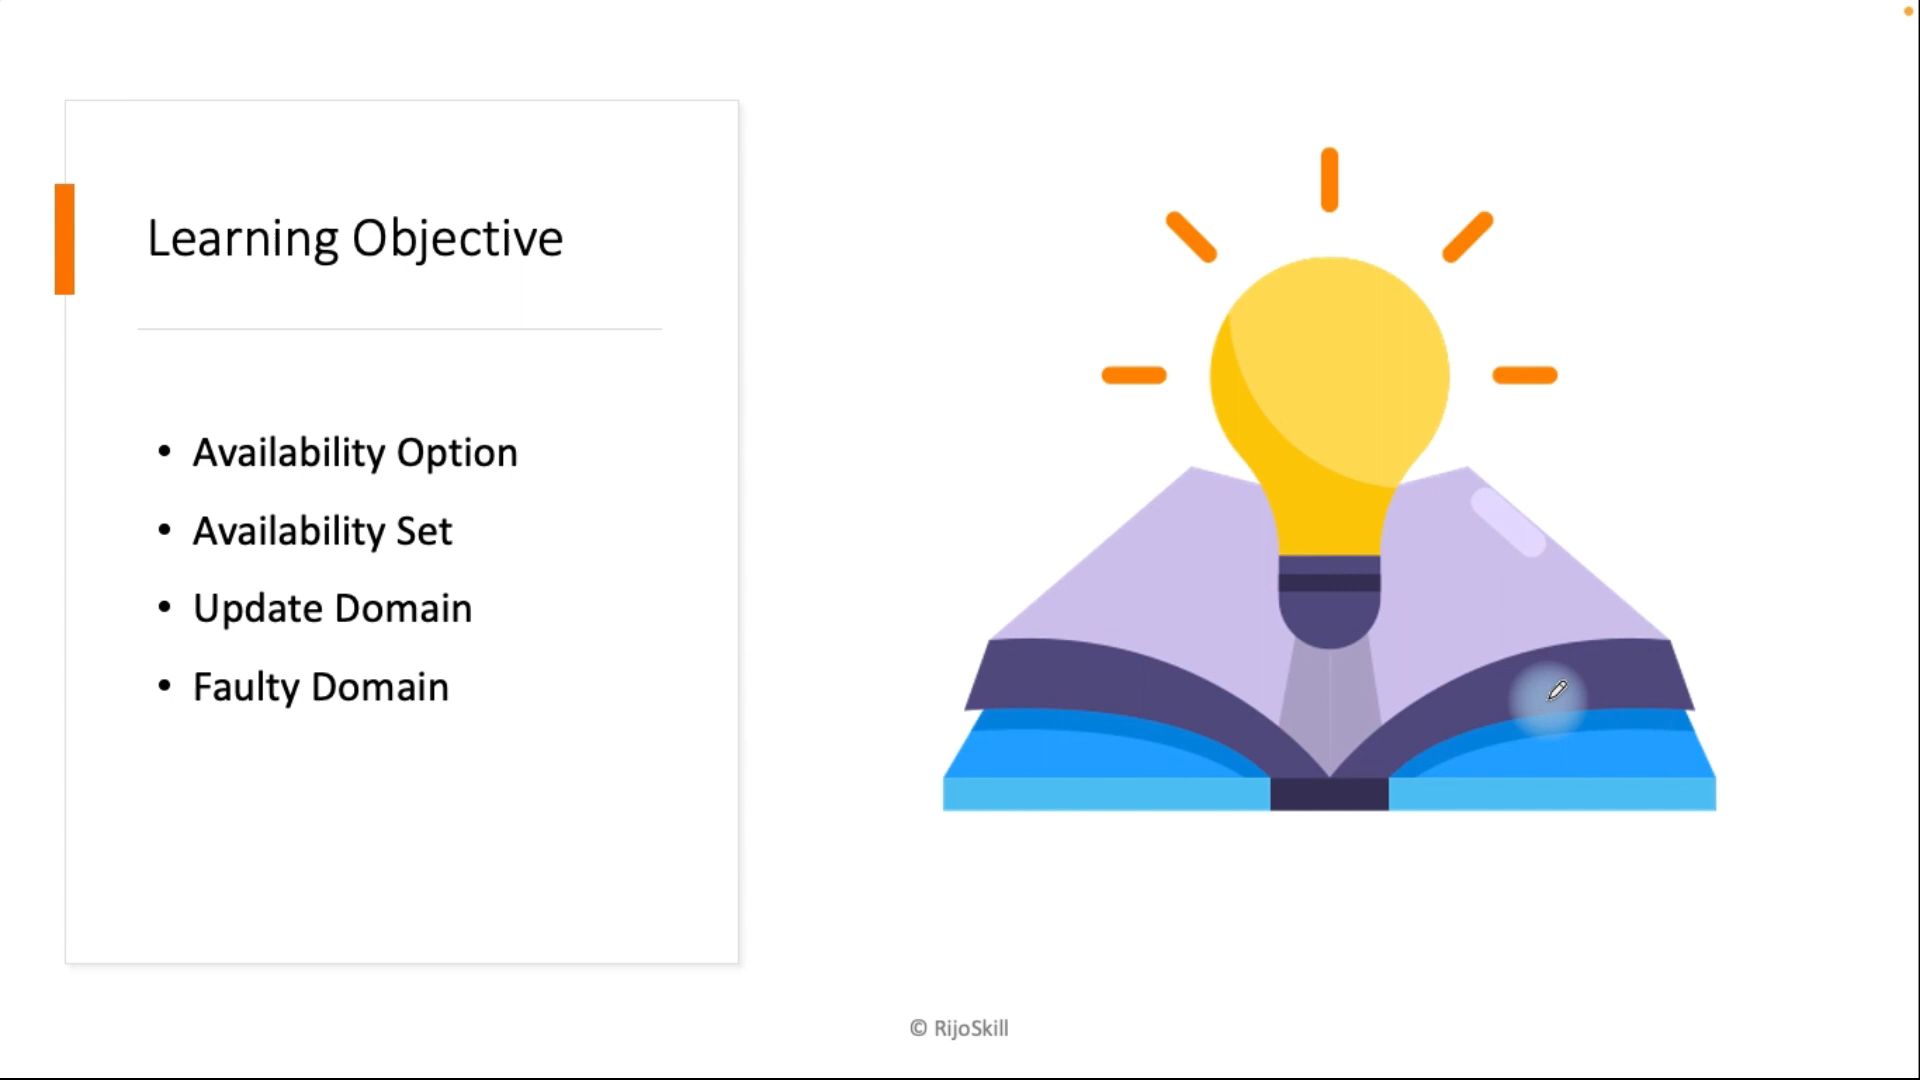 Learning Objective
• Availability Option
• Availability Set
• Update Domain
• Faulty Domain
© RijoSkill